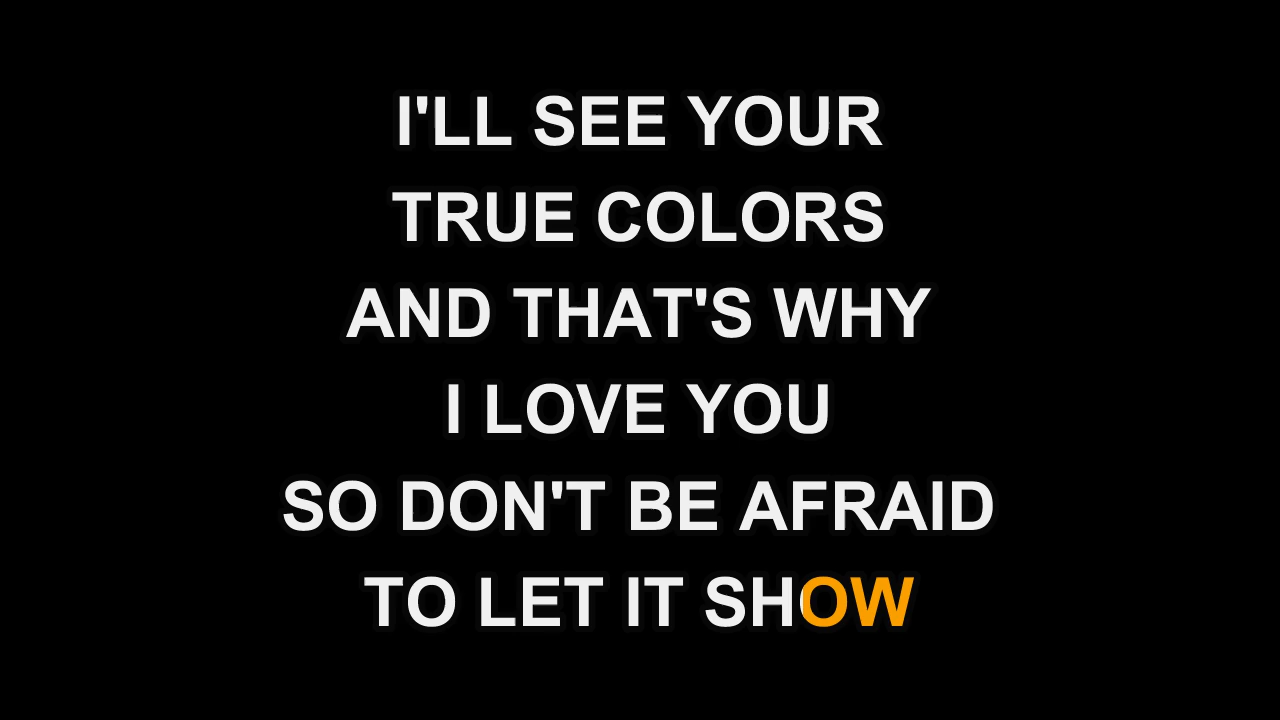 I'LL SEE YOUR
TRUE COLORS
AND THAT'S WHY
I LOVE YOU
SO DON'T BE AFRAID
TO LET IT SHOW